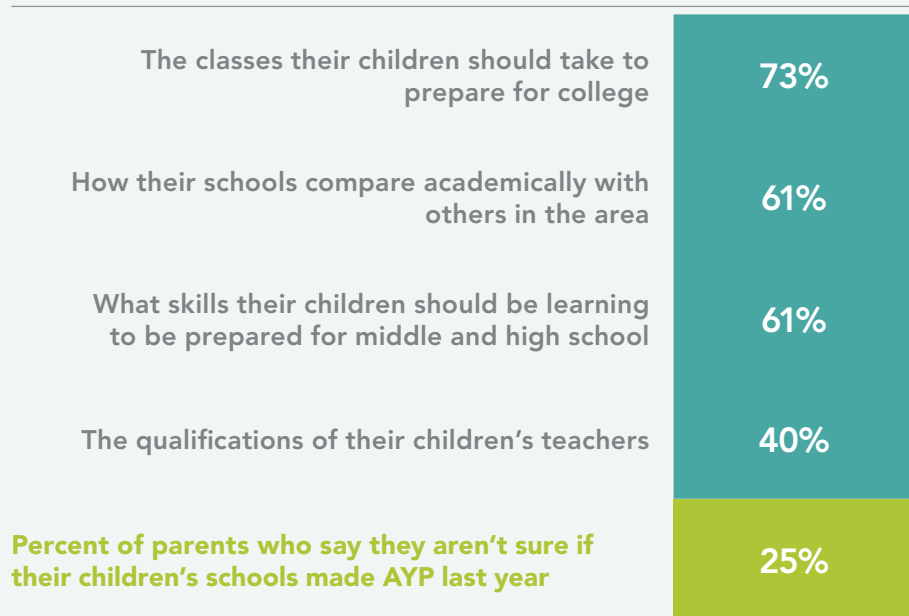 The classes their children should take to
prepare for college
73%
How their schools compare academically with
others in the area
61%
What skills their children should be learning
to be prepared for middle and high school
61%
The qualifications of their children’s teachers
40%
Percent of parents who say they aren’t sure if
their children’s schools made AYP last year
25%